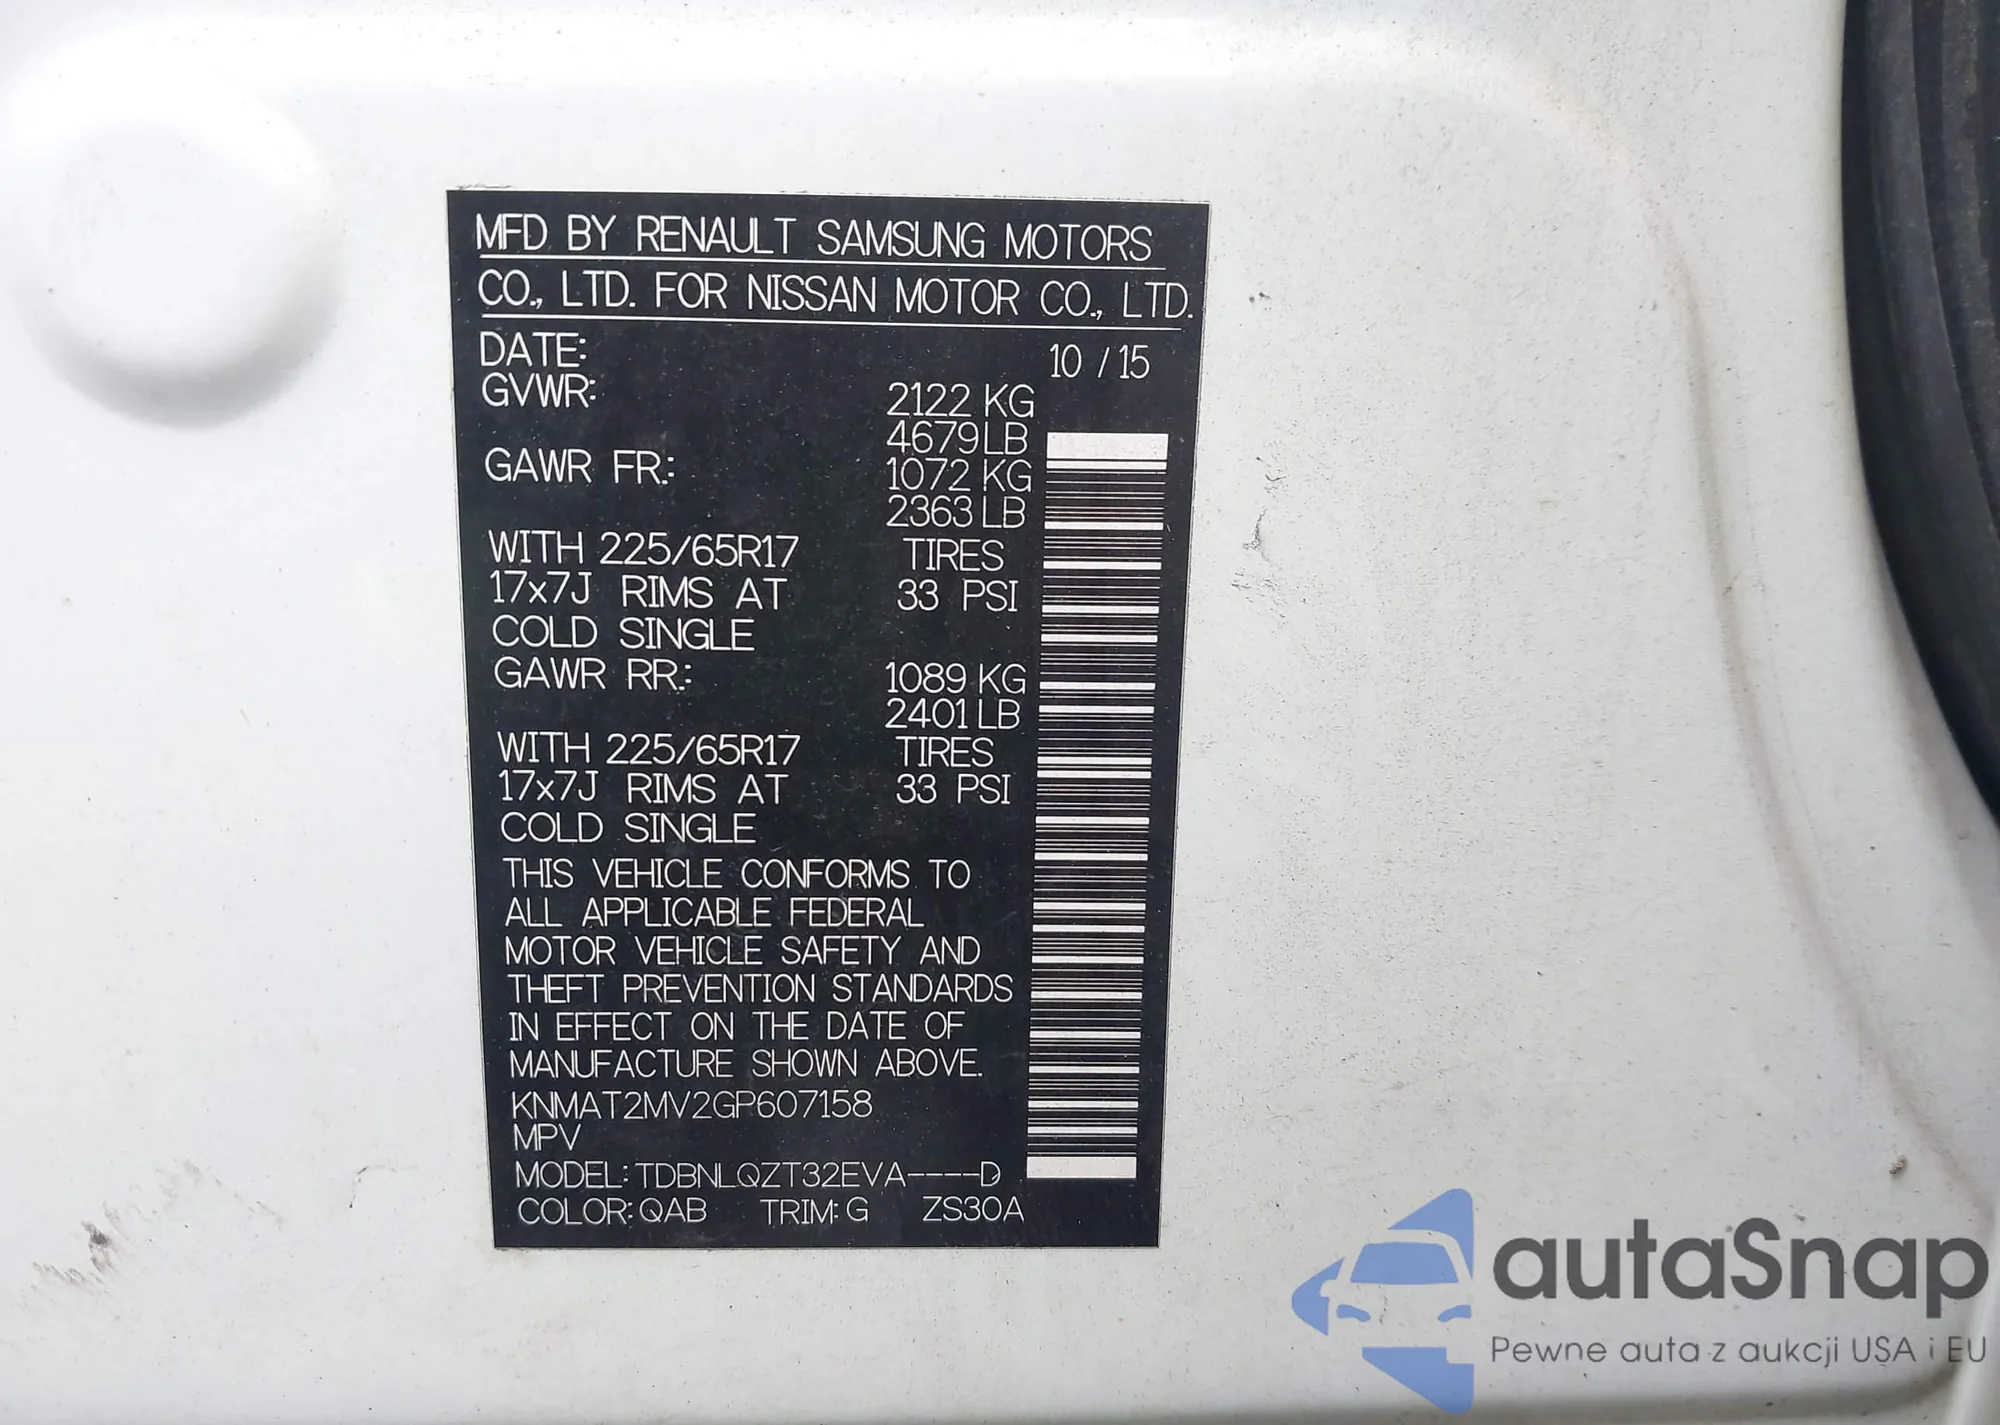 MFD BY RENAULT SAMSUNG MOTORS
CO., LTD. FOR NISSAN MOTOR CO., LTD.
DATE: 10 / 15
GVWR: 2122 KG
4679 LB
GAWR FR.: 1072 KG
2363 LB
WITH 225/65R17 TIRES
17x7J RIMS AT 33 PSI
COLD SINGLE
GAWR RR.: 1089 KG
2401 LB
WITH 225/65R17 TIRES
17x7J RIMS AT 33 PSI
COLD SINGLE
THIS VEHICLE CONFORMS TO
ALL APPLICABLE FEDERAL
MOTOR VEHICLE SAFETY AND
THEFT PREVENTION STANDARDS
IN EFFECT ON THE DATE OF
MANUFACTURE SHOWN ABOVE.
KNMAT2MV2GP607158
MPV
MODEL: TDBNLQZT32EVA----D
COLOR: QAB TRIM: G ZS30A
autaSnap
Pewne auta z aukcji USA i EU